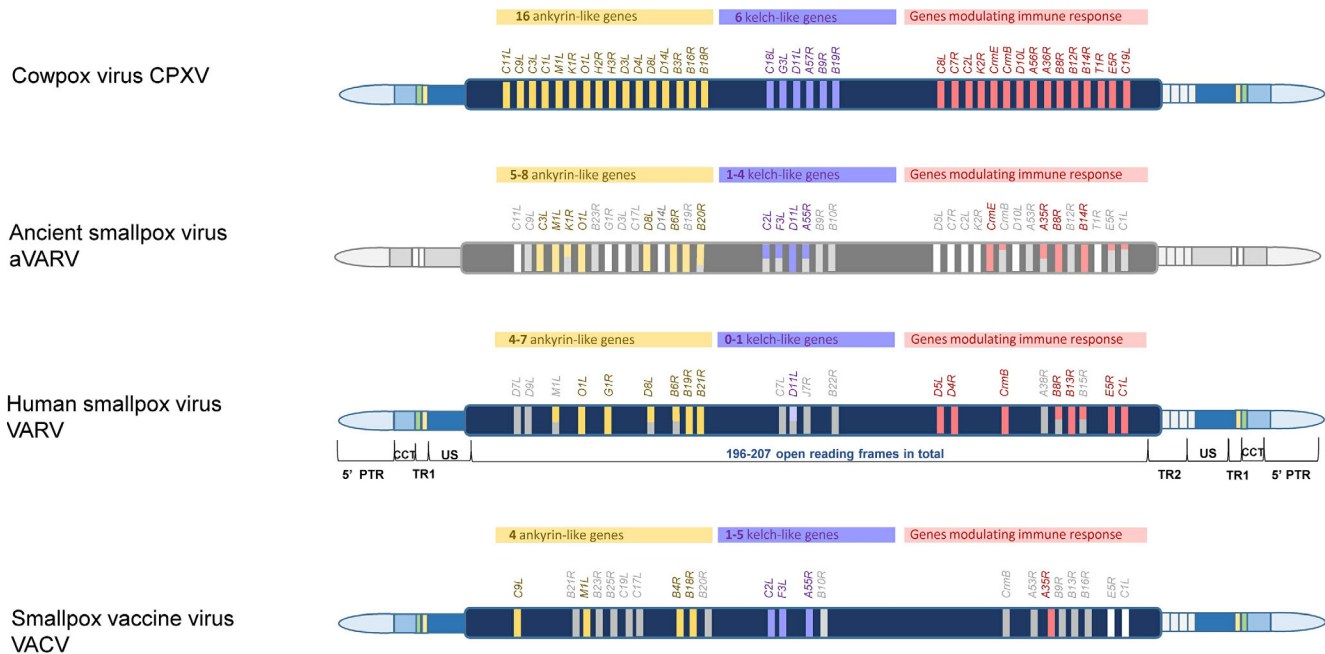 16 ankyrin-like genes
6 kelch-like genes
Genes modulating immune response
C11L C9L C3L C1L M1L K1R O1L H2R H3R D3L D4L D8L D14L B3R B16R B18R
C18L G3L D11L A57R B9R B19R
C8L C7R C2L K2R CrmE CrmB D10L A56R A36R B8R B12R B14R T1R E5R C19L
Cowpox virus CPXV
5-8 ankyrin-like genes
1-4 kelch-like genes
Genes modulating immune response
C11L C9L C3L M1L K1R O1L B23R G1R D3L C17L D8L D14L B6R B19R B20R
C2L F3L D11L A55R B9R B10R
D5L C7R C2L K2R CrmE CrmB D10L A53R A35R B8R B12R B14R T1R E5R C1L
Ancient smallpox virus
aVARV
4-7 ankyrin-like genes
0-1 kelch-like genes
Genes modulating immune response
D7L D9L M1L O1L G1R D8L B6R B19R B21R
C7L D11L J7R B22R
D5L D4R CrmB A38R B8R B13R B15R E5R C1L
Human smallpox virus
VARV
5' PTR CCT TR1 US 196-207 open reading frames in total TR2 US TR1 CCT 5' PTR
4 ankyrin-like genes
1-5 kelch-like genes
Genes modulating immune response
C9L B21R M1L B23R B25R C19L C17L B4R B18R B20R
C2L F3L A55R B10R
CrmB A53R A35R B9R B13R B16R E5R C1L
Smallpox vaccine virus
VACV